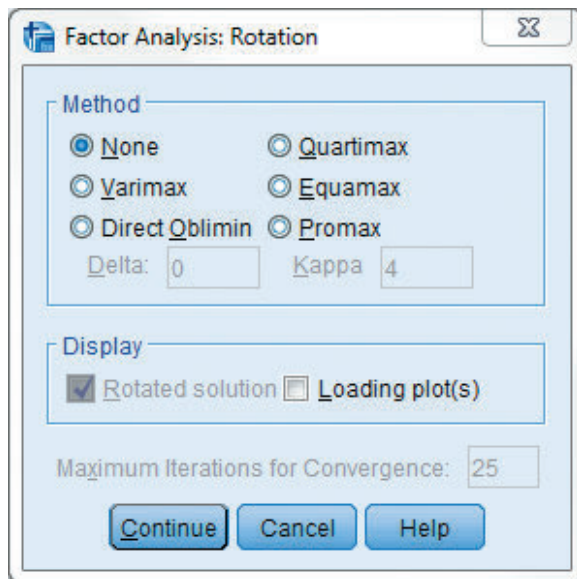 Factor Analysis: Rotation
Method
None Quartimax
Varimax Equamax
Direct Oblimin Promax
Delta: 0 Kappa 4
Display
Rotated solution Loading plot(s)
Maximum Iterations for Convergence: 25
Continue Cancel Help